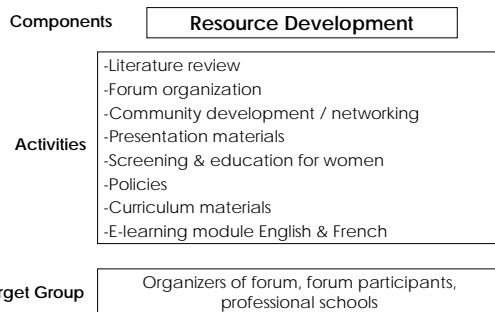 Components
Resource Development
Activities
-Literature review
-Forum organization
-Community development / networking
-Presentation materials
-Screening & education for women
-Policies
-Curriculum materials
-E-learning module English & French
rget Group
Organizers of forum, forum participants,
professional schools